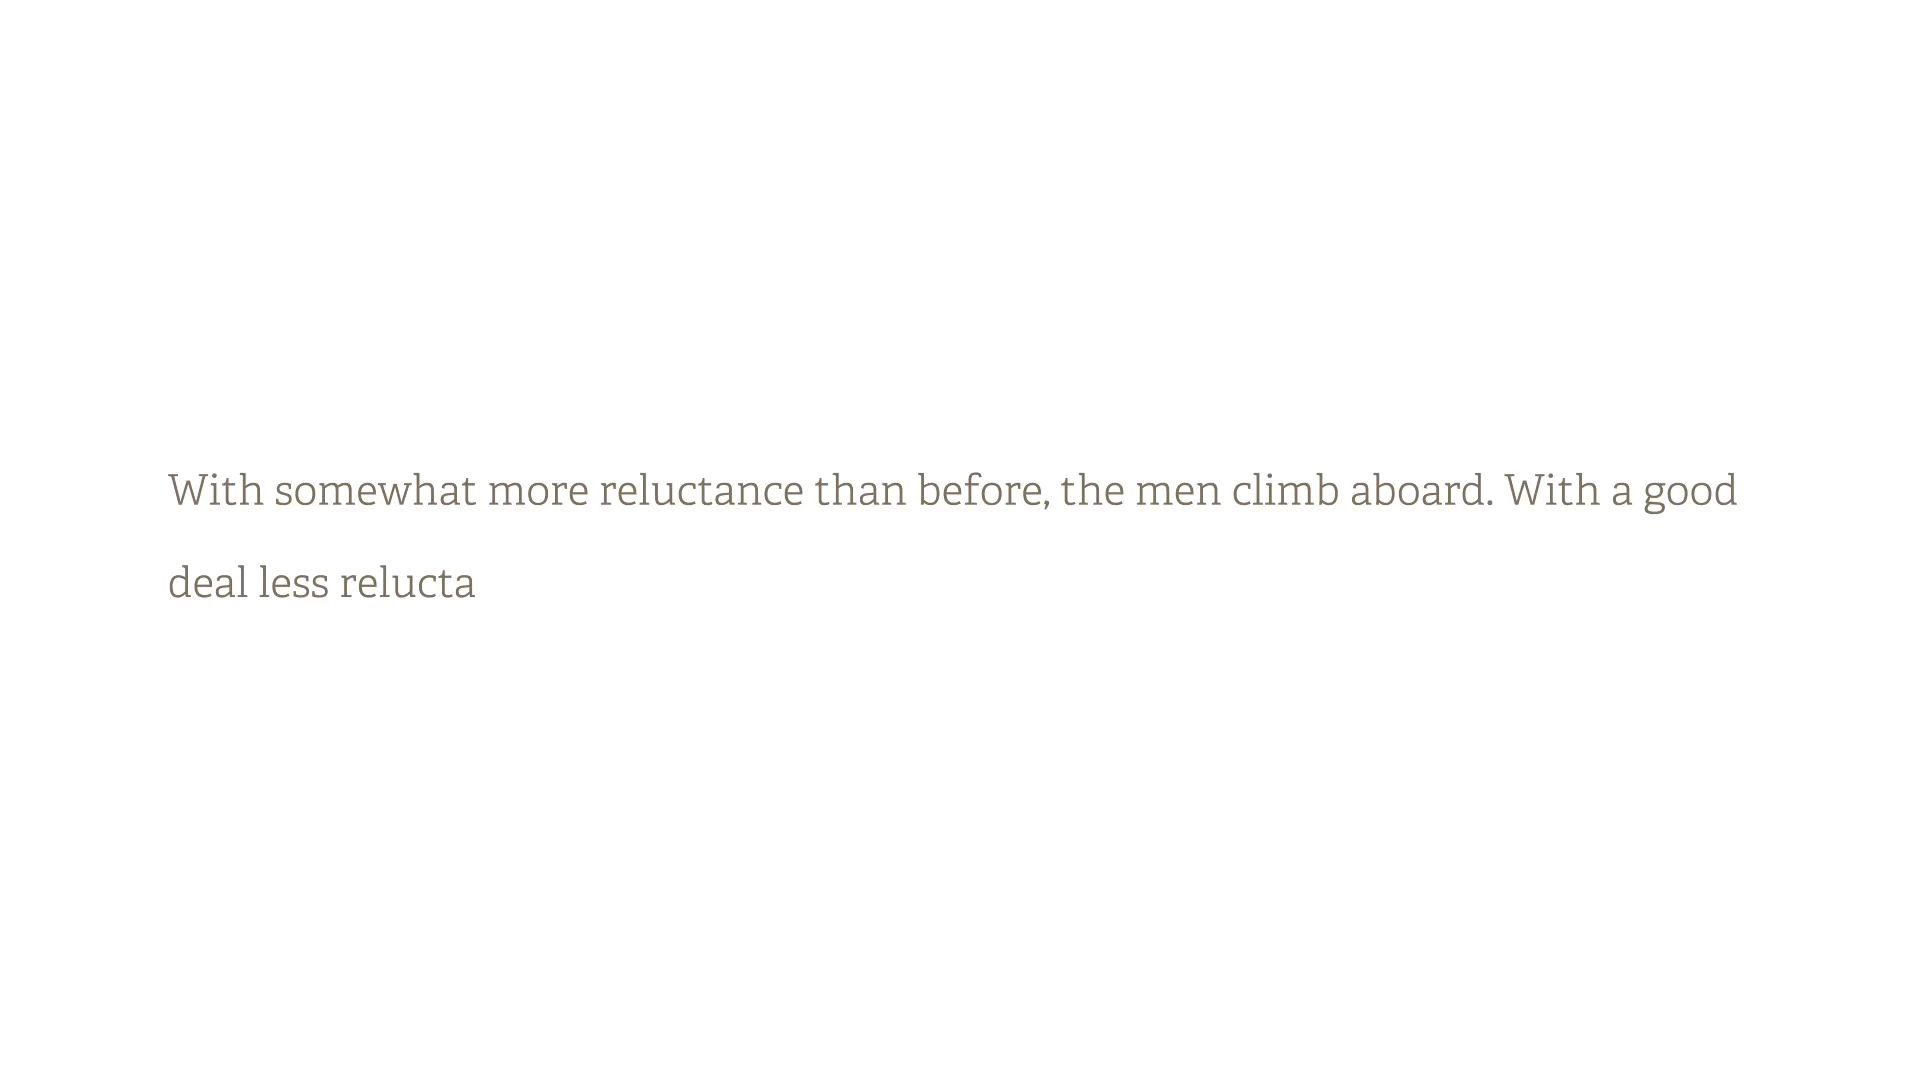 With somewhat more reluctance than before, the men climb aboard. With a good
deal less relucta